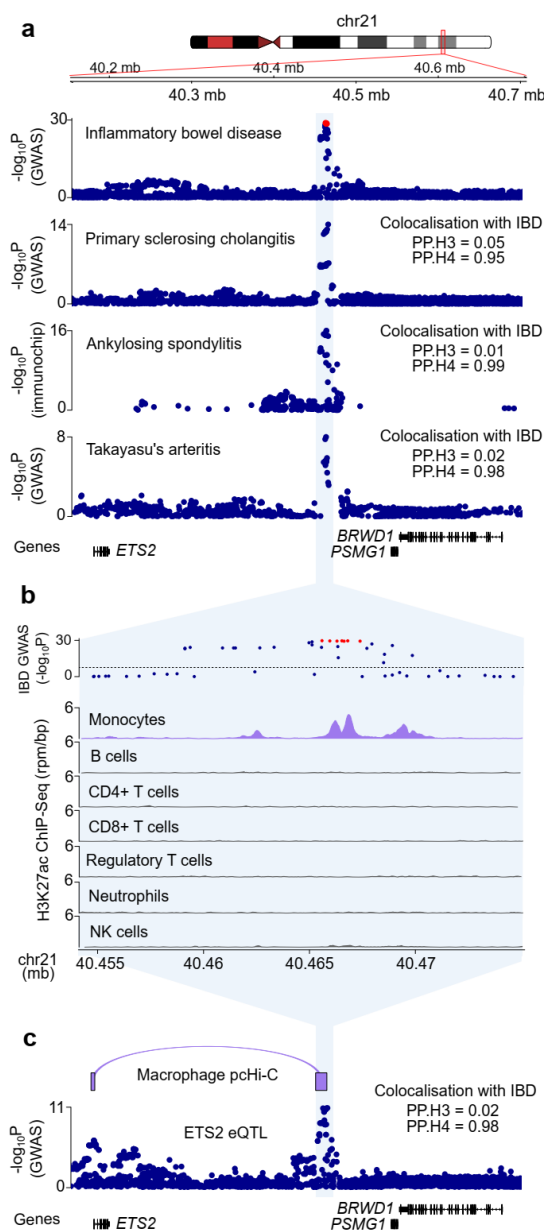 a
chr21
40.2 mb
40.4 mb
40.6 mb
40.3 mb
40.5 mb
40.7 mb
-log10P
(GWAS)
30
0
Inflammatory bowel disease
-log10P
(GWAS)
14
0
Primary sclerosing cholangitis
Colocalisation with IBD
PP.H3 = 0.05
PP.H4 = 0.95
-log10P
(immunochip)
16
0
Ankylosing spondylitis
Colocalisation with IBD
PP.H3 = 0.01
PP.H4 = 0.99
-log10P
(GWAS)
8
0
Takayasu's arteritis
Colocalisation with IBD
PP.H3 = 0.02
PP.H4 = 0.98
Genes
ETS2
BRWD1
PSMG1
b
IBD GWAS
(-log10P)
30
0
H3K27ac ChIP-Seq (rpm/bp)
6
Monocytes
6
B cells
6
CD4+ T cells
6
CD8+ T cells
6
Regulatory T cells
6
Neutrophils
6
NK cells
chr21
(mb)
40.455
40.46
40.465
40.47
c
Macrophage pcHi-C
Colocalisation with IBD
PP.H3 = 0.02
PP.H4 = 0.98
-log10P
(GWAS)
11
0
ETS2 eQTL
Genes
ETS2
BRWD1
PSMG1